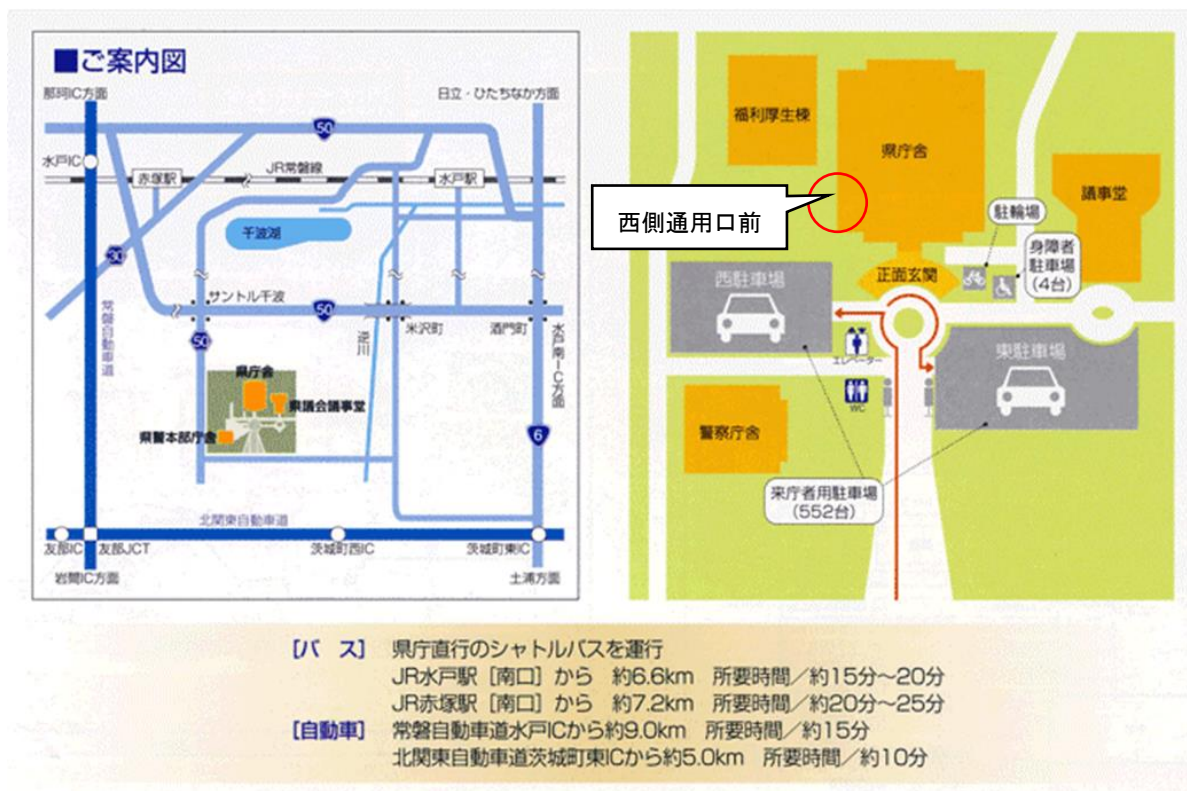 ■ご案内図
那珂IC方面
日立・ひたちなか方面
50
水戸IC
JR常磐線
赤塚駅
水戸駅
千波湖
30
サントル千波
50
米沢町
酒門町
常磐自動車道
逆川
水戸南IC方面
50
県庁舎
県議会議事堂
県警本部庁舎
6
北関東自動車道
友部IC
友部JCT
茨城町西IC
茨城町東IC
岩間IC方面
土浦方面
福利厚生棟
県庁舎
議事堂
西側通用口前
駐輪場
身障者
駐車場
(4台)
正面玄関
西駐車場
エレベーター
東駐車場
WC
警察庁舎
来庁者用駐車場
(552台)
[バ ス] 県庁直行のシャトルバスを運行
JR水戸駅［南口］から 約6.6km 所要時間／約15分〜20分
JR赤塚駅［南口］から 約7.2km 所要時間／約20分〜25分
[自動車] 常磐自動車道水戸ICから約9.0km 所要時間／約15分
北関東自動車道茨城町東ICから約5.0km 所要時間／約10分